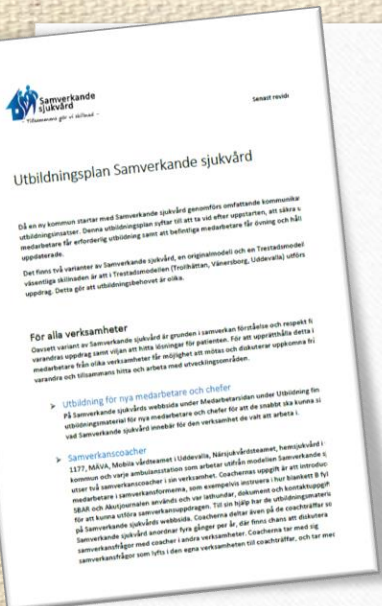 Samverkande
sjukvård
- Tillsammans gör vi skillnad -
Senast revide
Utbildningsplan Samverkande sjukvård
Då en ny kommun startar med Samverkande sjukvård genomförs omfattande kommunikat
utbildningsinsatser. Denna utbildningsplan syftar till att ta vid efter uppstarten, att säkra u
medarbetare får erforderlig utbildning samt att befintliga medarbetare får övning och håll
uppdaterade.
Det finns två varianter av Samverkande sjukvård, en originalmodell och en Trestadsmodell
väsentliga skillnaden är att i Trestadsmodellen (Trollhättan, Vänersborg, Uddevalla) utförs
uppdrag. Detta gör att utbildningsbehovet är olika.
För alla verksamheter
Oavsett variant av Samverkande sjukvård är grunden i samverkan förståelse och respekt fö
varandras uppdrag samt viljan att hitta lösningar för patienten. För att upprätthålla detta i
medarbetare från olika verksamheter får möjlighet att mötas och diskutera uppkomna frå
varandra och tillsammans hitta och arbeta med utvecklingsområden.
➢ Utbildning för nya medarbetare och chefer
På Samverkande sjukvårds webbsida under Medarbetarsidan under Utbildning fin
utbildningsmaterial för nya medarbetare och chefer för att de snabbt ska kunna si
vad Samverkande sjukvård innebär för den verksamhet de valt att arbeta i.
➢ Samverkanscoacher
1177, MÄVA, Mobila vårdteamet i Uddevalla, Närsjukvårdsteamet, hemsjukvård i
kommun och varje ambulansstation som arbetar utifrån modellen Samverkande s
utser två samverkanscoacher i sin verksamhet. Coachernas uppgift är att introduc
medarbetare i samverkansformerna, som exempelvis instruera i hur blankett B fyl
SBAR och Akutjournalen används och var lathundar, dokument och kontaktuppgif
för att kunna utföra samverkansuppdragen. Till sin hjälp har de utbildningsmateria
på Samverkande sjukvårds webbsida. Coacherna deltar även på de coachträffar so
Samverkande sjukvård anordnar fyra gånger per år, där finns chans att diskutera
samverkansfrågor med coacher i andra verksamheter. Coacherna tar med sig
samverkansfrågor som lyfts i den egna verksamheten till coachträffar, och tar med